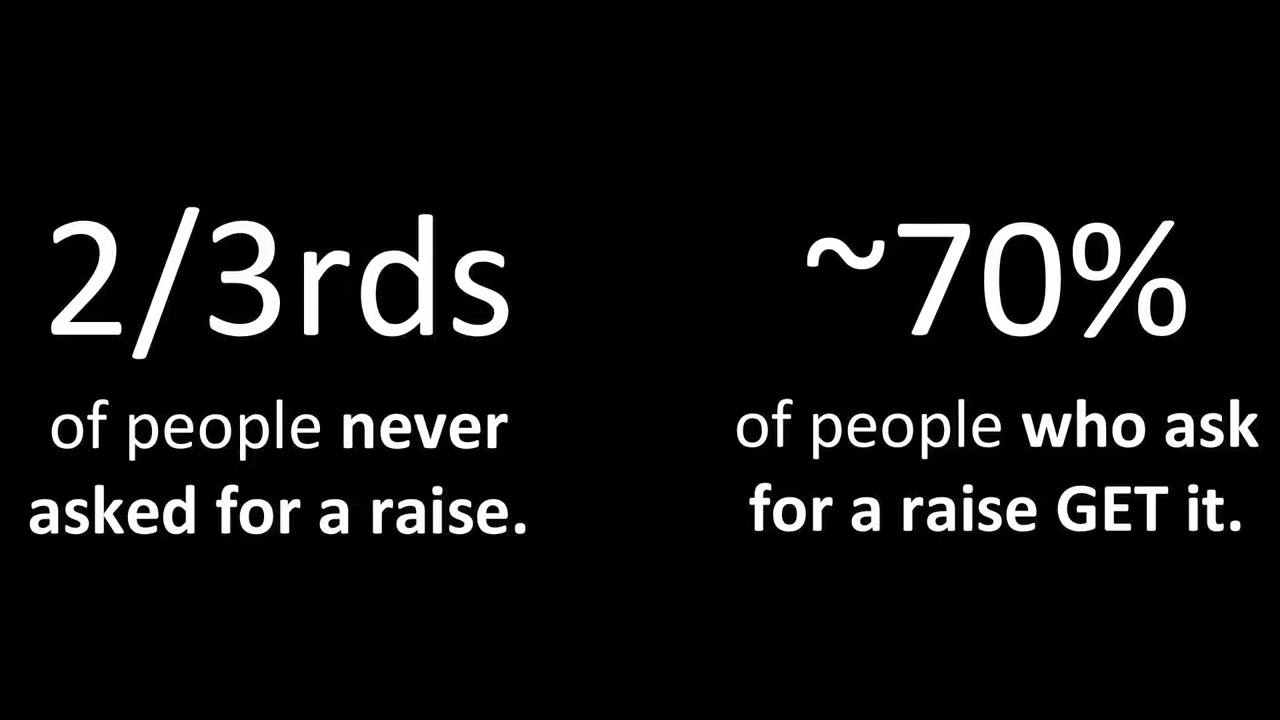 2/3rds
of people never
asked for a raise.
~70%
of people who ask
for a raise GET it.